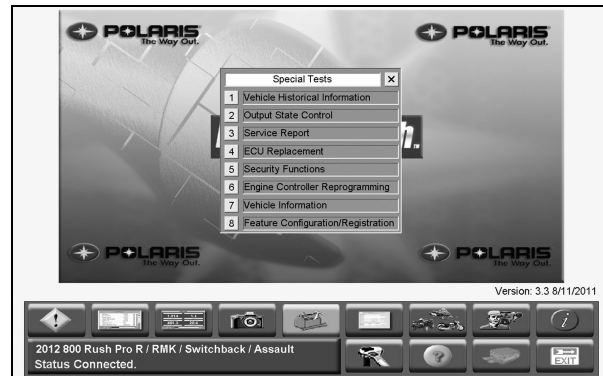 POLARIS
The Way Out.
POLARIS
The Way Out.
Special Tests
1 Vehicle Historical Information
2 Output State Control
3 Service Report
4 ECU Replacement
5 Security Functions
6 Engine Controller Reprogramming
7 Vehicle Information
8 Feature Configuration/Registration
POLARIS
The Way Out.
POLARIS
The Way Out.
Version: 3.3 8/11/2011
2012 800 Rush Pro R / RMK / Switchback / Assault
Status Connected.
EXIT